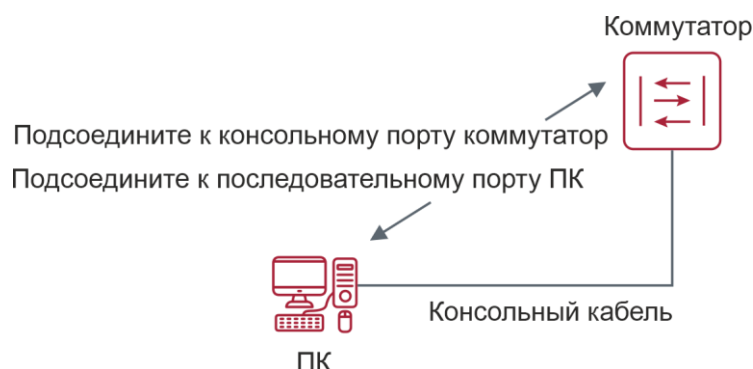 Коммутатор
Подсоедините к консольному порту коммутатор
Подсоедините к последовательному порту ПК
Консольный кабель
ПК